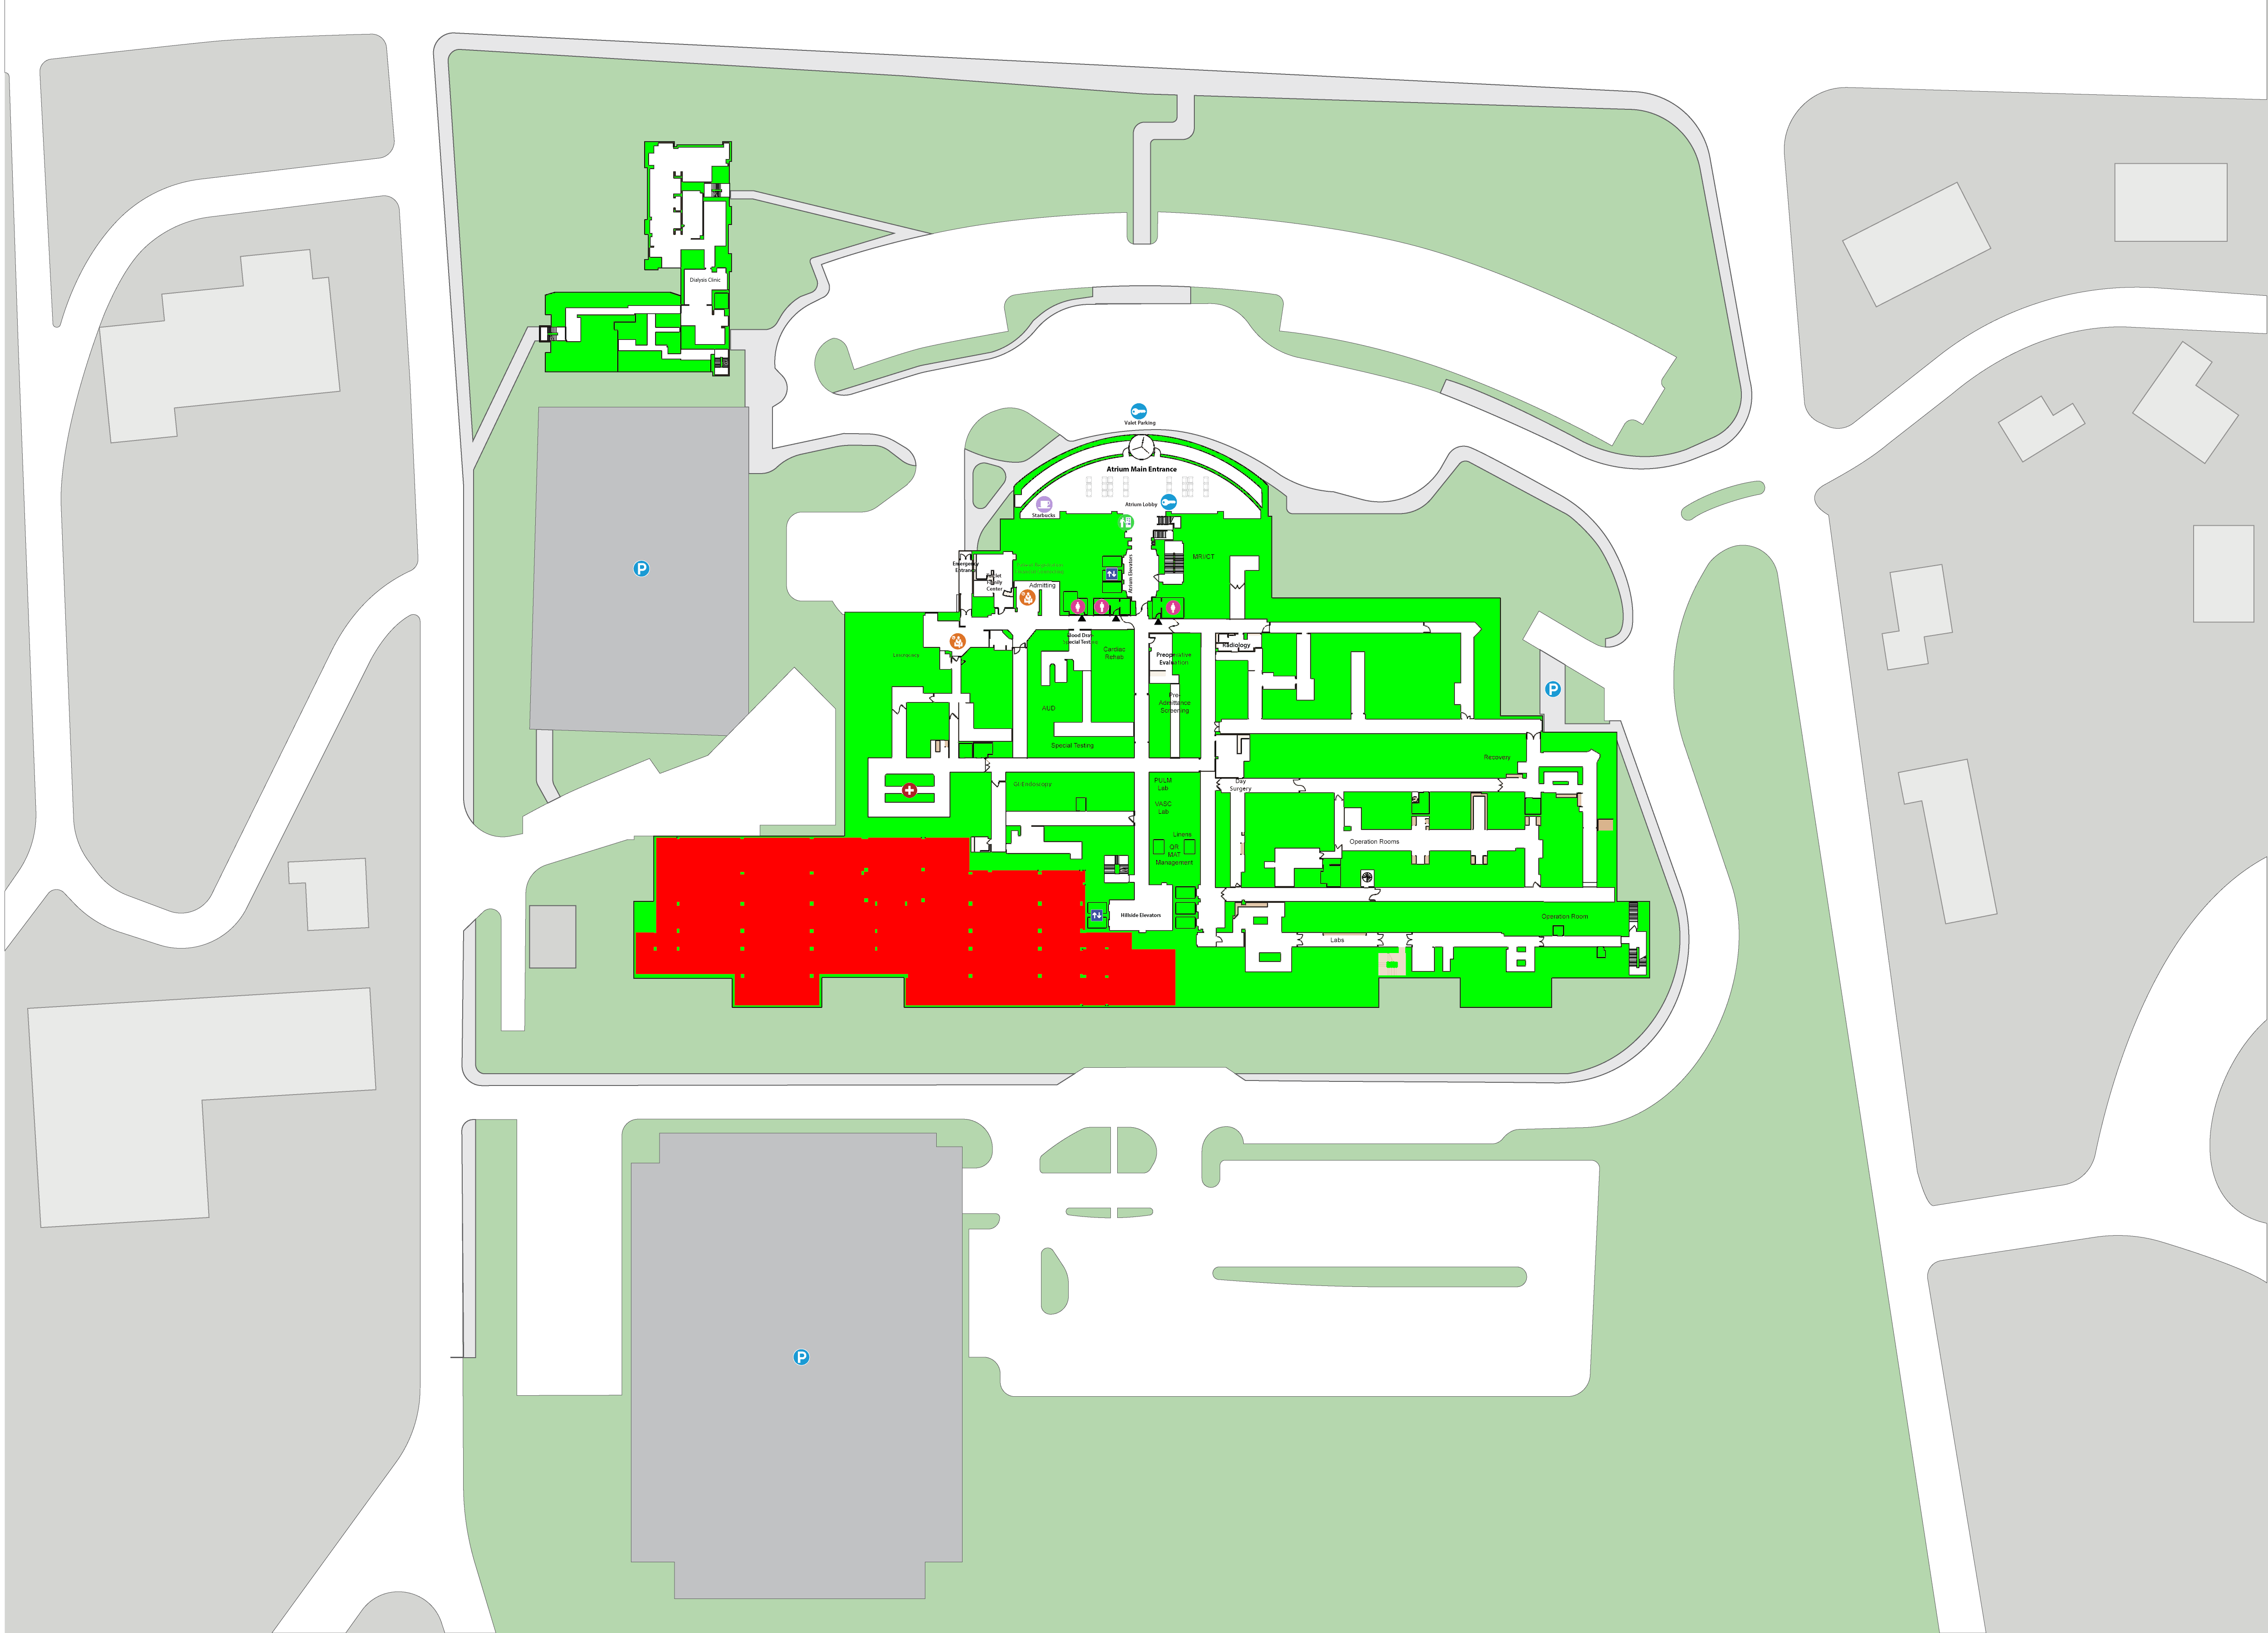 Dialysis Clinic
P
Valet Parking
Atrium Main Entrance
Atrium Lobby
Starbucks
Emergency
Entrance
MRI/CT
Atrium Elevators
Family
Center
Admitting
Blood Draw
Special Testing
Cardiac
Rehab
Preoperative
Evaluation
Radiology
P
Pre-
Admittance
Screening
AUD
Special Testing
Recovery
GI Endoscopy
PULM
Lab
Day
Surgery
VASC
Lab
Linens
QR
MAT
Management
Operation Rooms
Hillside Elevators
Operation Room
Labs
P